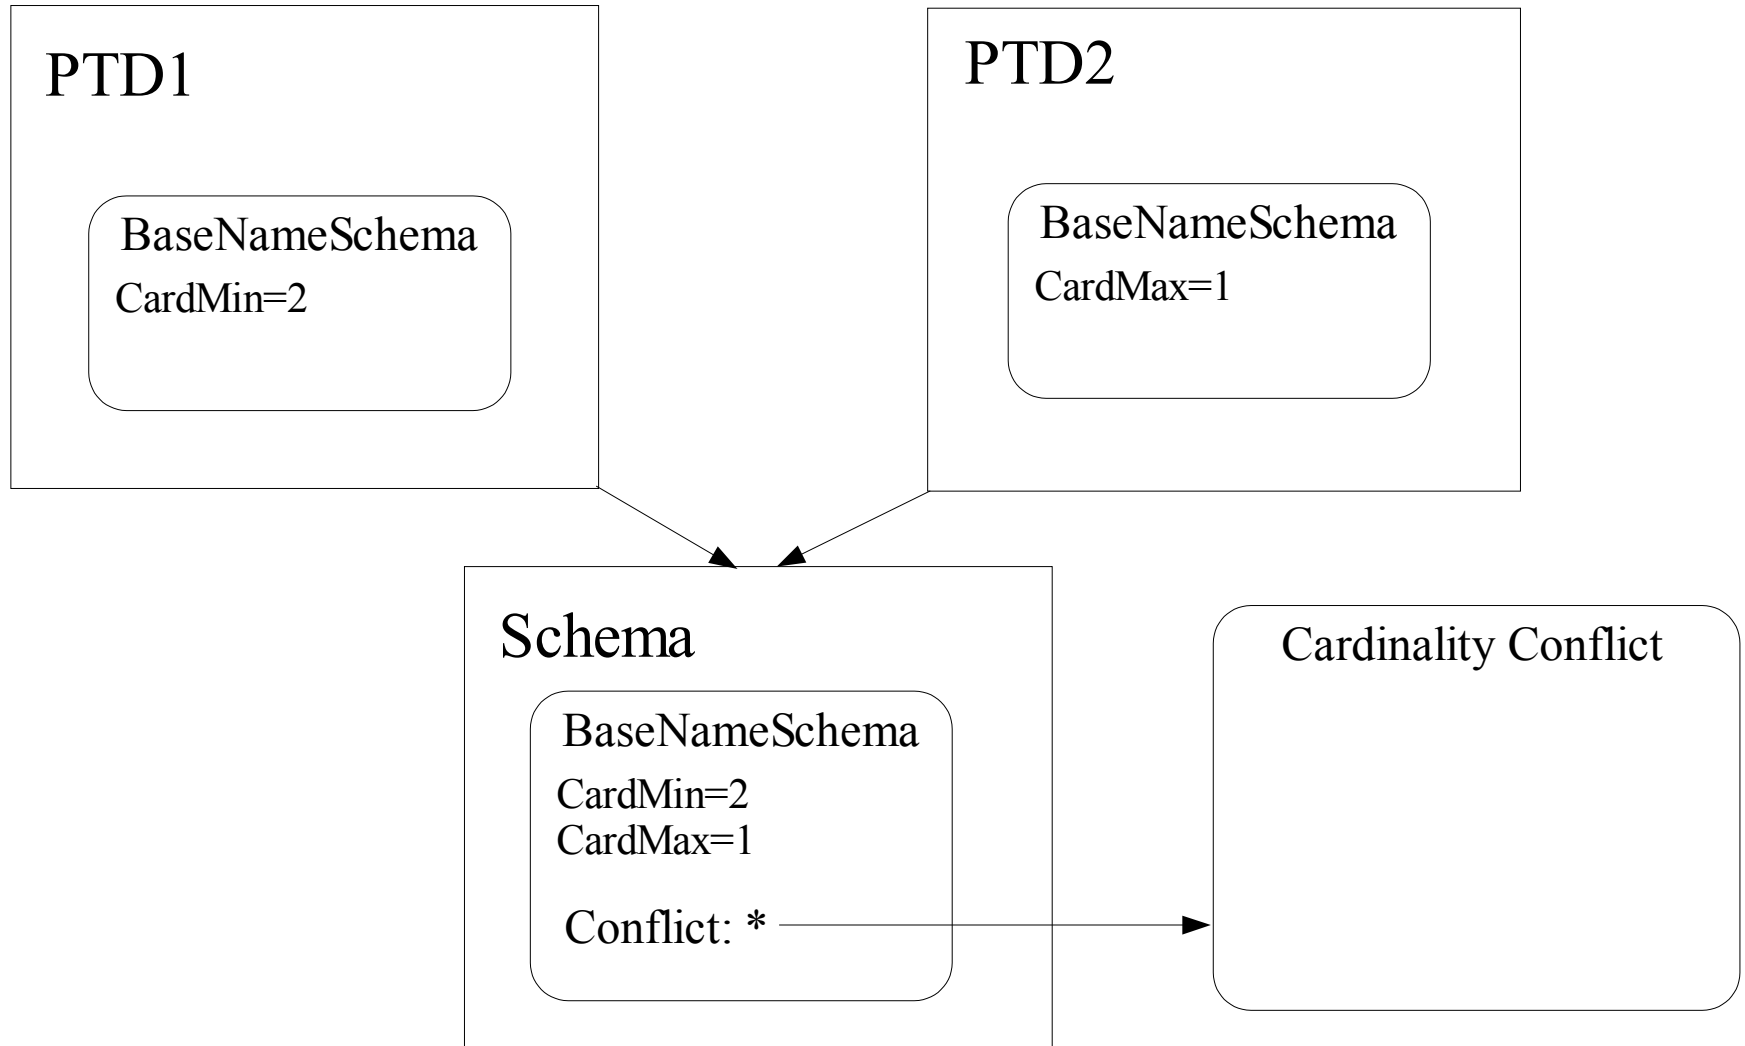 PTD1
BaseNameSchema
CardMin=2
PTD2
BaseNameSchema
CardMax=1
Schema
BaseNameSchema
CardMin=2
CardMax=1
Conflict: *
Cardinality Conflict